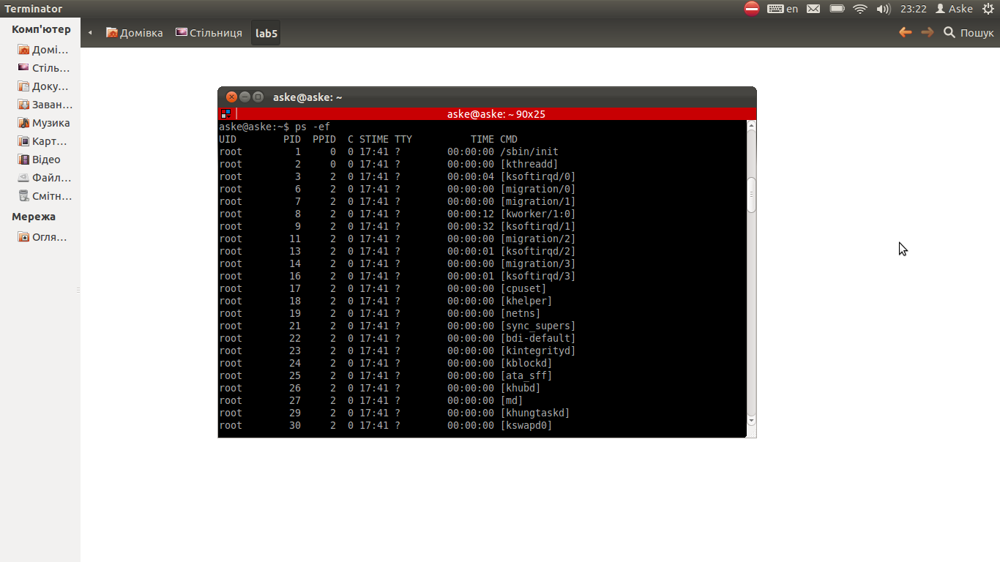 Terminator
en
23:22
Aske
Комп'ютер
Домі...
Стіль...
Доку...
Заван...
Музика
Карт...
Відео
Файл...
Смітн...
Мережа
Огля...
Домівка
Стільниця
lab5
Пошук
aske@aske: ~
aske@aske: ~ 90x25
aske@aske:~$ ps -ef
UID        PID  PPID  C STIME TTY          TIME CMD
root         1     0  0 17:41 ?        00:00:00 /sbin/init
root         2     0  0 17:41 ?        00:00:00 [kthreadd]
root         3     2  0 17:41 ?        00:00:04 [ksoftirqd/0]
root         6     2  0 17:41 ?        00:00:00 [migration/0]
root         7     2  0 17:41 ?        00:00:00 [migration/1]
root         8     2  0 17:41 ?        00:00:12 [kworker/1:0]
root         9     2  0 17:41 ?        00:00:32 [ksoftirqd/1]
root        11     2  0 17:41 ?        00:00:00 [migration/2]
root        13     2  0 17:41 ?        00:00:01 [ksoftirqd/2]
root        14     2  0 17:41 ?        00:00:00 [migration/3]
root        16     2  0 17:41 ?        00:00:01 [ksoftirqd/3]
root        17     2  0 17:41 ?        00:00:00 [cpuset]
root        18     2  0 17:41 ?        00:00:00 [khelper]
root        19     2  0 17:41 ?        00:00:00 [netns]
root        21     2  0 17:41 ?        00:00:00 [sync_supers]
root        22     2  0 17:41 ?        00:00:00 [bdi-default]
root        23     2  0 17:41 ?        00:00:00 [kintegrityd]
root        24     2  0 17:41 ?        00:00:00 [kblockd]
root        25     2  0 17:41 ?        00:00:00 [ata_sff]
root        26     2  0 17:41 ?        00:00:00 [khubd]
root        27     2  0 17:41 ?        00:00:00 [md]
root        29     2  0 17:41 ?        00:00:00 [khungtaskd]
root        30     2  0 17:41 ?        00:00:00 [kswapd0]